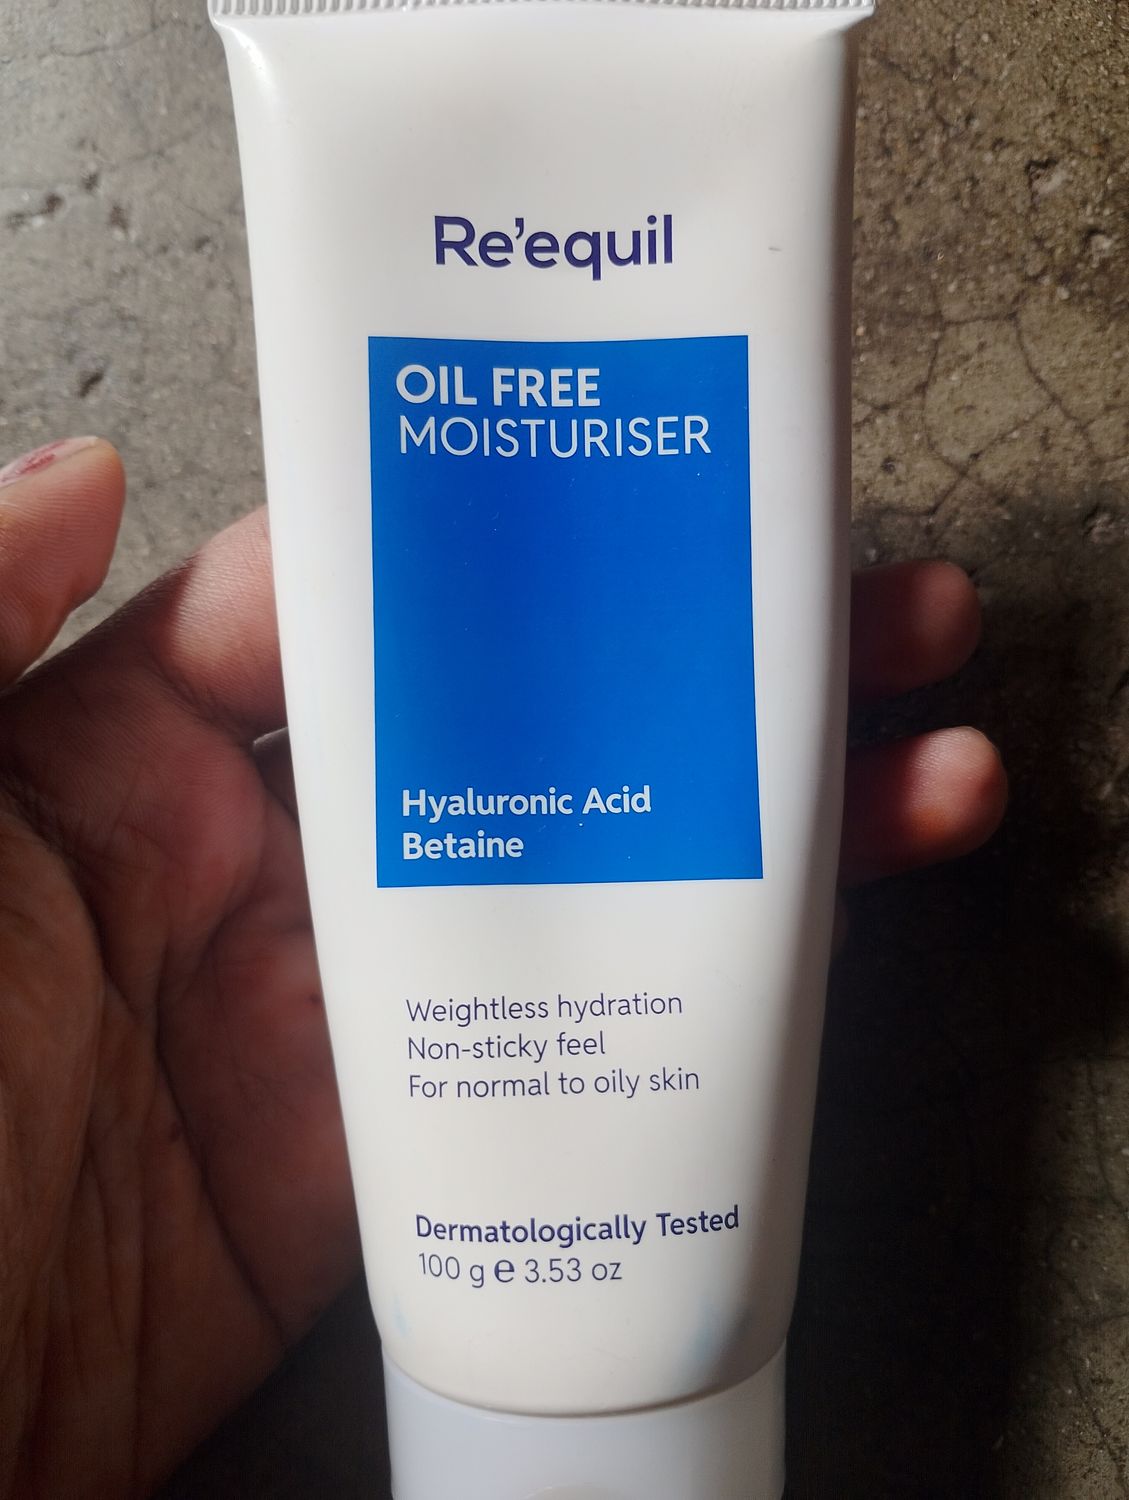 Re'equil
OIL FREE
MOISTURISER
Hyaluronic Acid
Betaine
Weightless hydration
Non-sticky feel
For normal to oily skin
Dermatologically Tested
100 g ℮ 3.53 oz